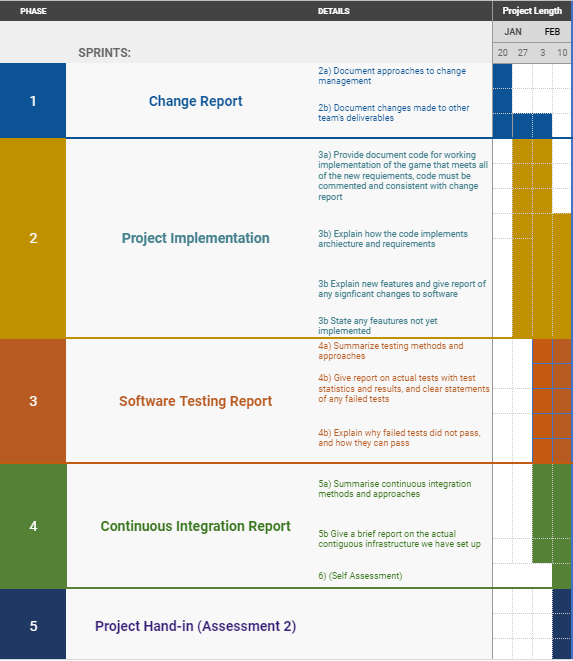 PHASE
DETAILS
Project Length
JAN
FEB
SPRINTS:
20 27 3 10
1
Change Report
2a) Document approaches to change
management
2b) Document changes made to other
team's deliverables
2
Project Implementation
3a) Provide document code for working
implementation of the game that meets all
of the new requiements, code must be
commented and consistent with change
report
3b) Explain how the code implements
archiecture and requirements
3b Explain new features and give report of
any signficant changes to software
3b State any feautures not yet
implemented
3
Software Testing Report
4a) Summarize testing methods and
approaches
4b) Give report on actual tests with test
statistics and results, and clear statements
of any failed tests
4b) Explain why failed tests did not pass,
and how they can pass
4
Continuous Integration Report
5a) Summarise continuous integration
methods and approaches
5b Give a brief report on the actual
contiguous infrastructure we have set up
6) (Self Assessment)
5
Project Hand-in (Assessment 2)